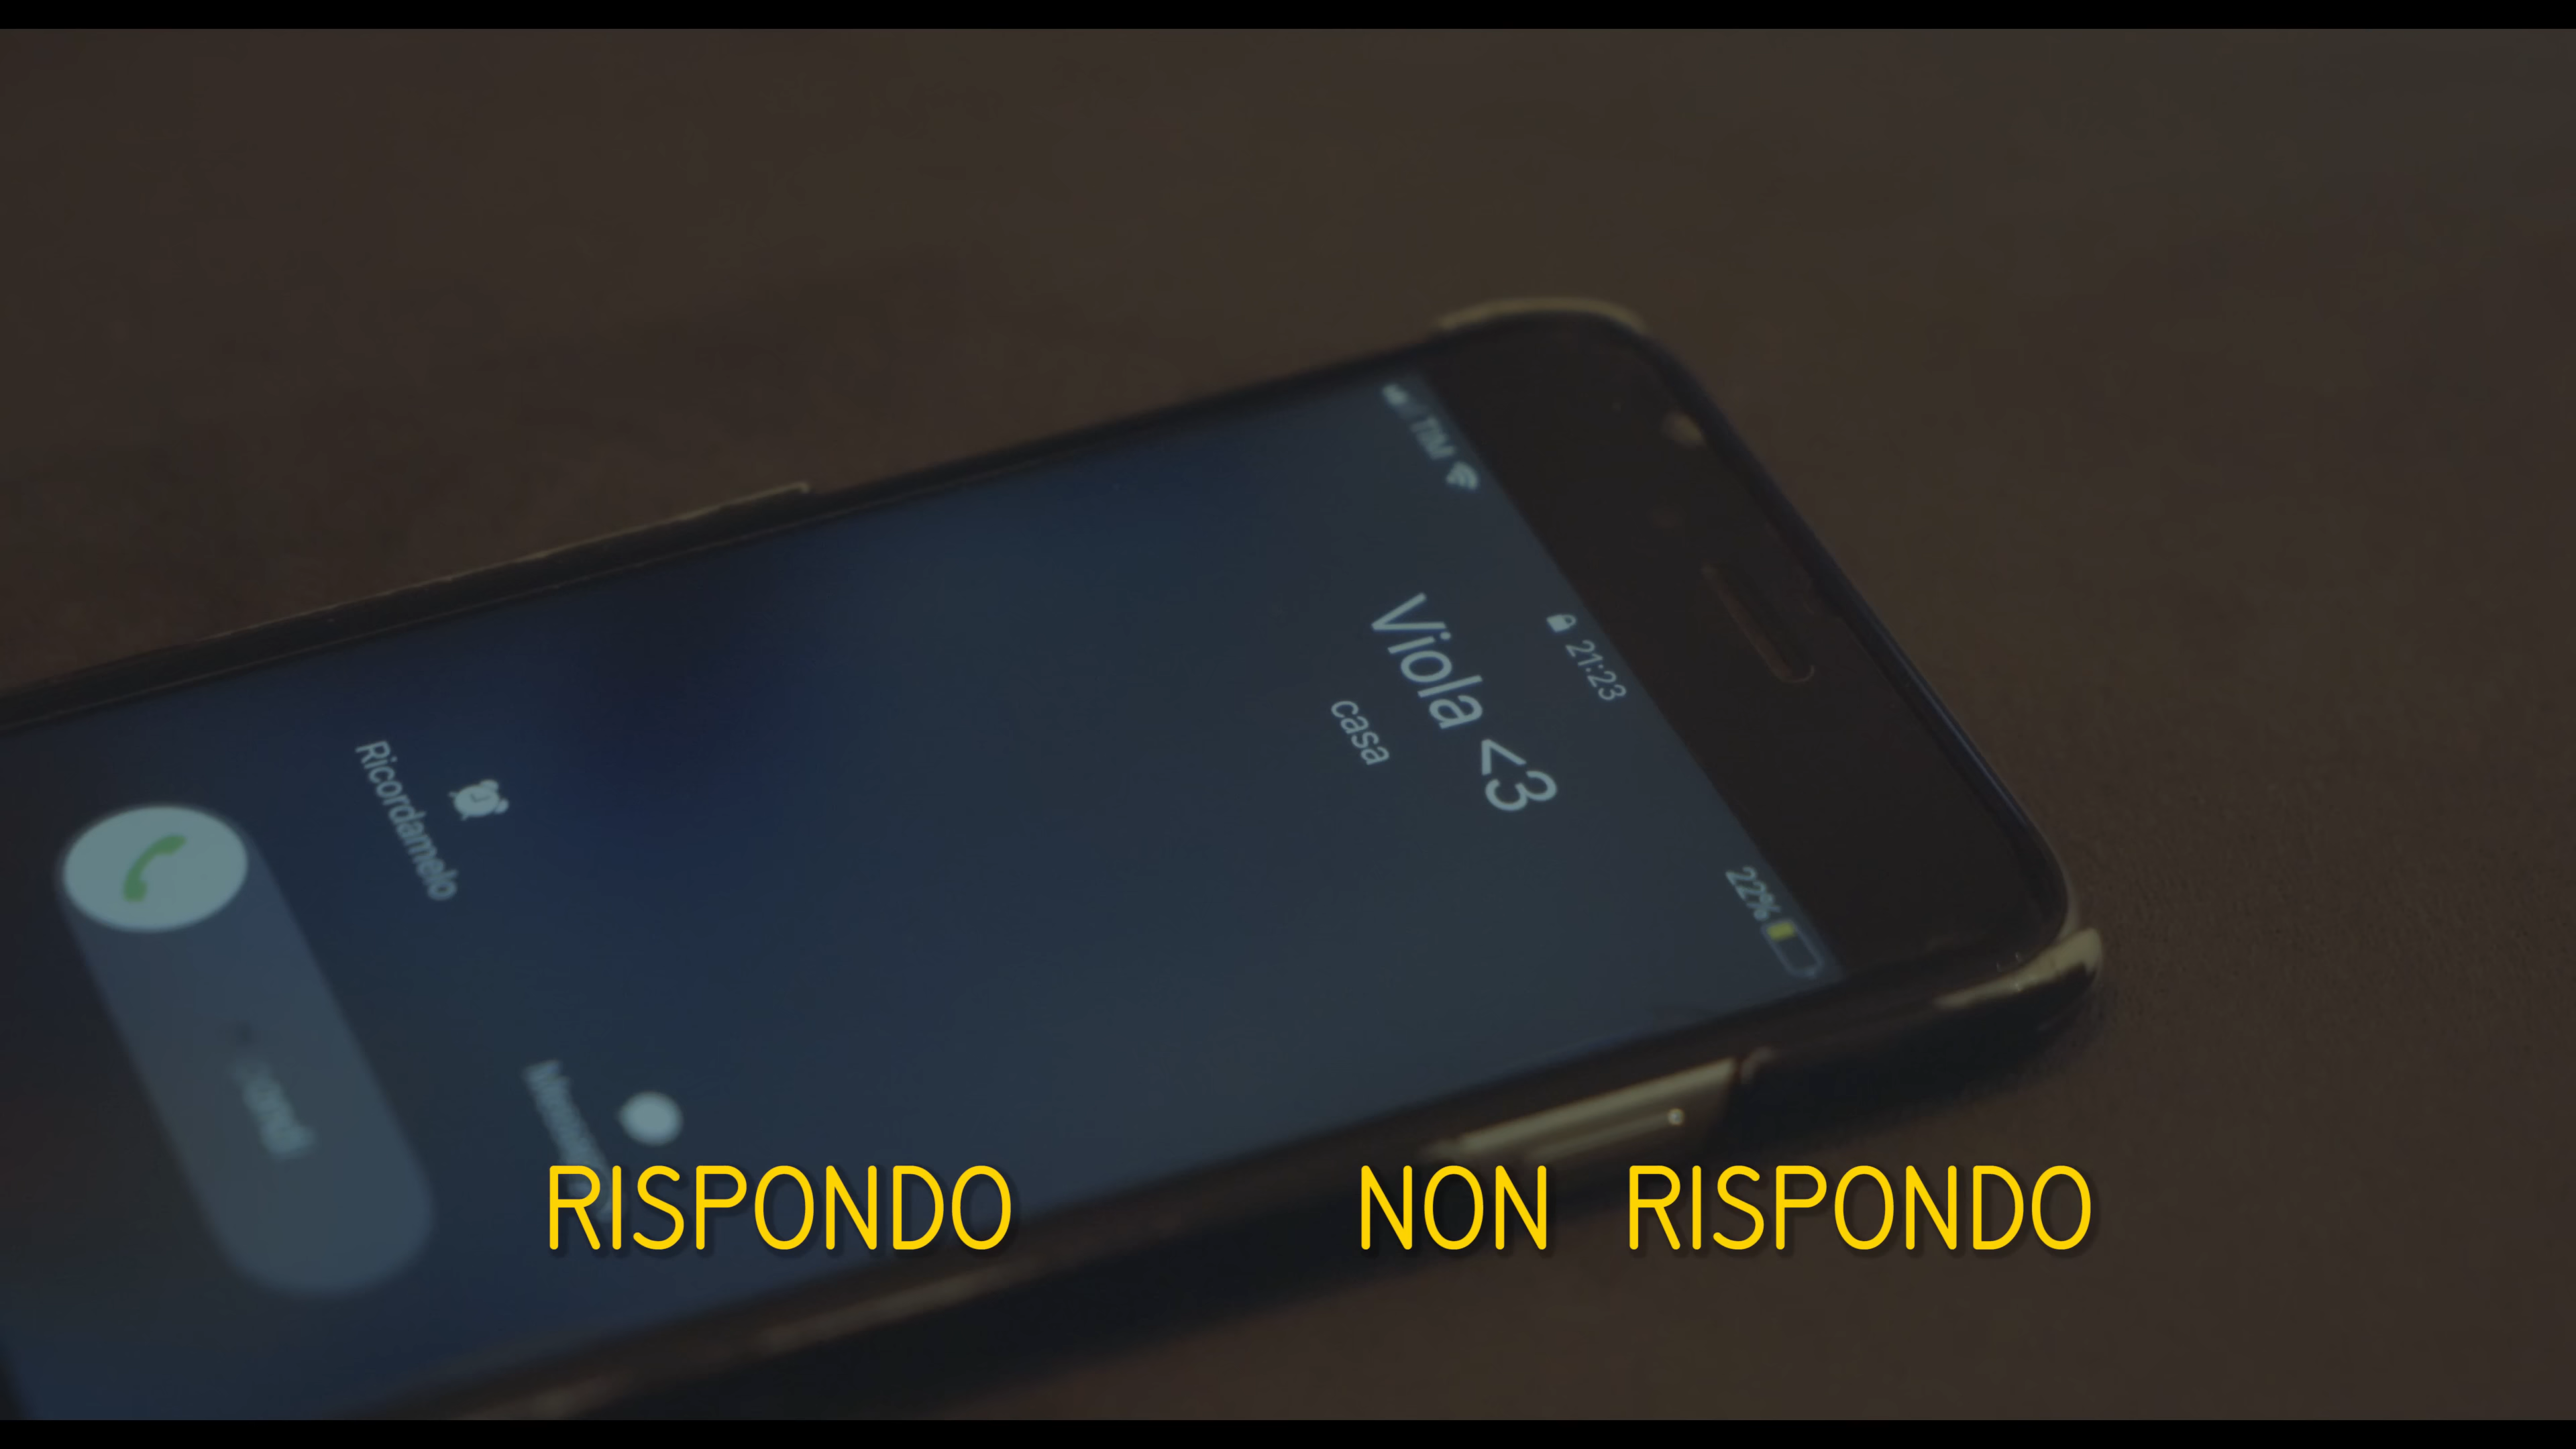 TIM
21:23
22%
Viola <3
casa
Ricordamelo
RISPONDO
NON RISPONDO